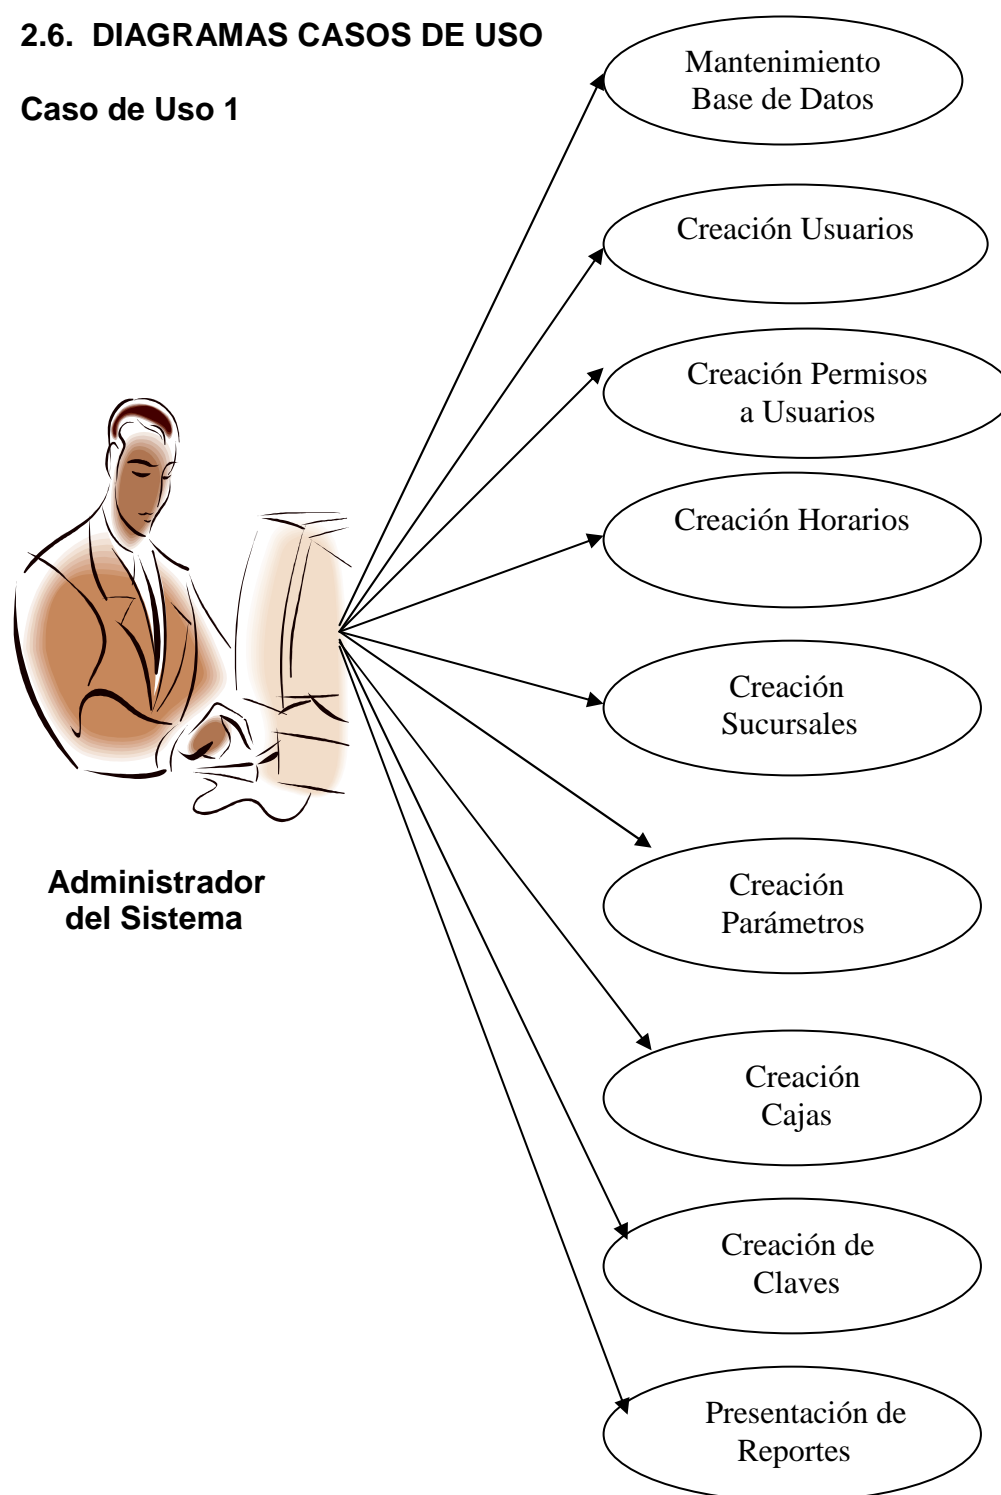 2.6. DIAGRAMAS CASOS DE USO
Caso de Uso 1
Mantenimiento
Base de Datos
Creación Usuarios
Creación Permisos
a Usuarios
Creación Horarios
Creación
Sucursales
Administrador
del Sistema
Creación
Parámetros
Creación
Cajas
Creación de
Claves
Presentación de
Reportes